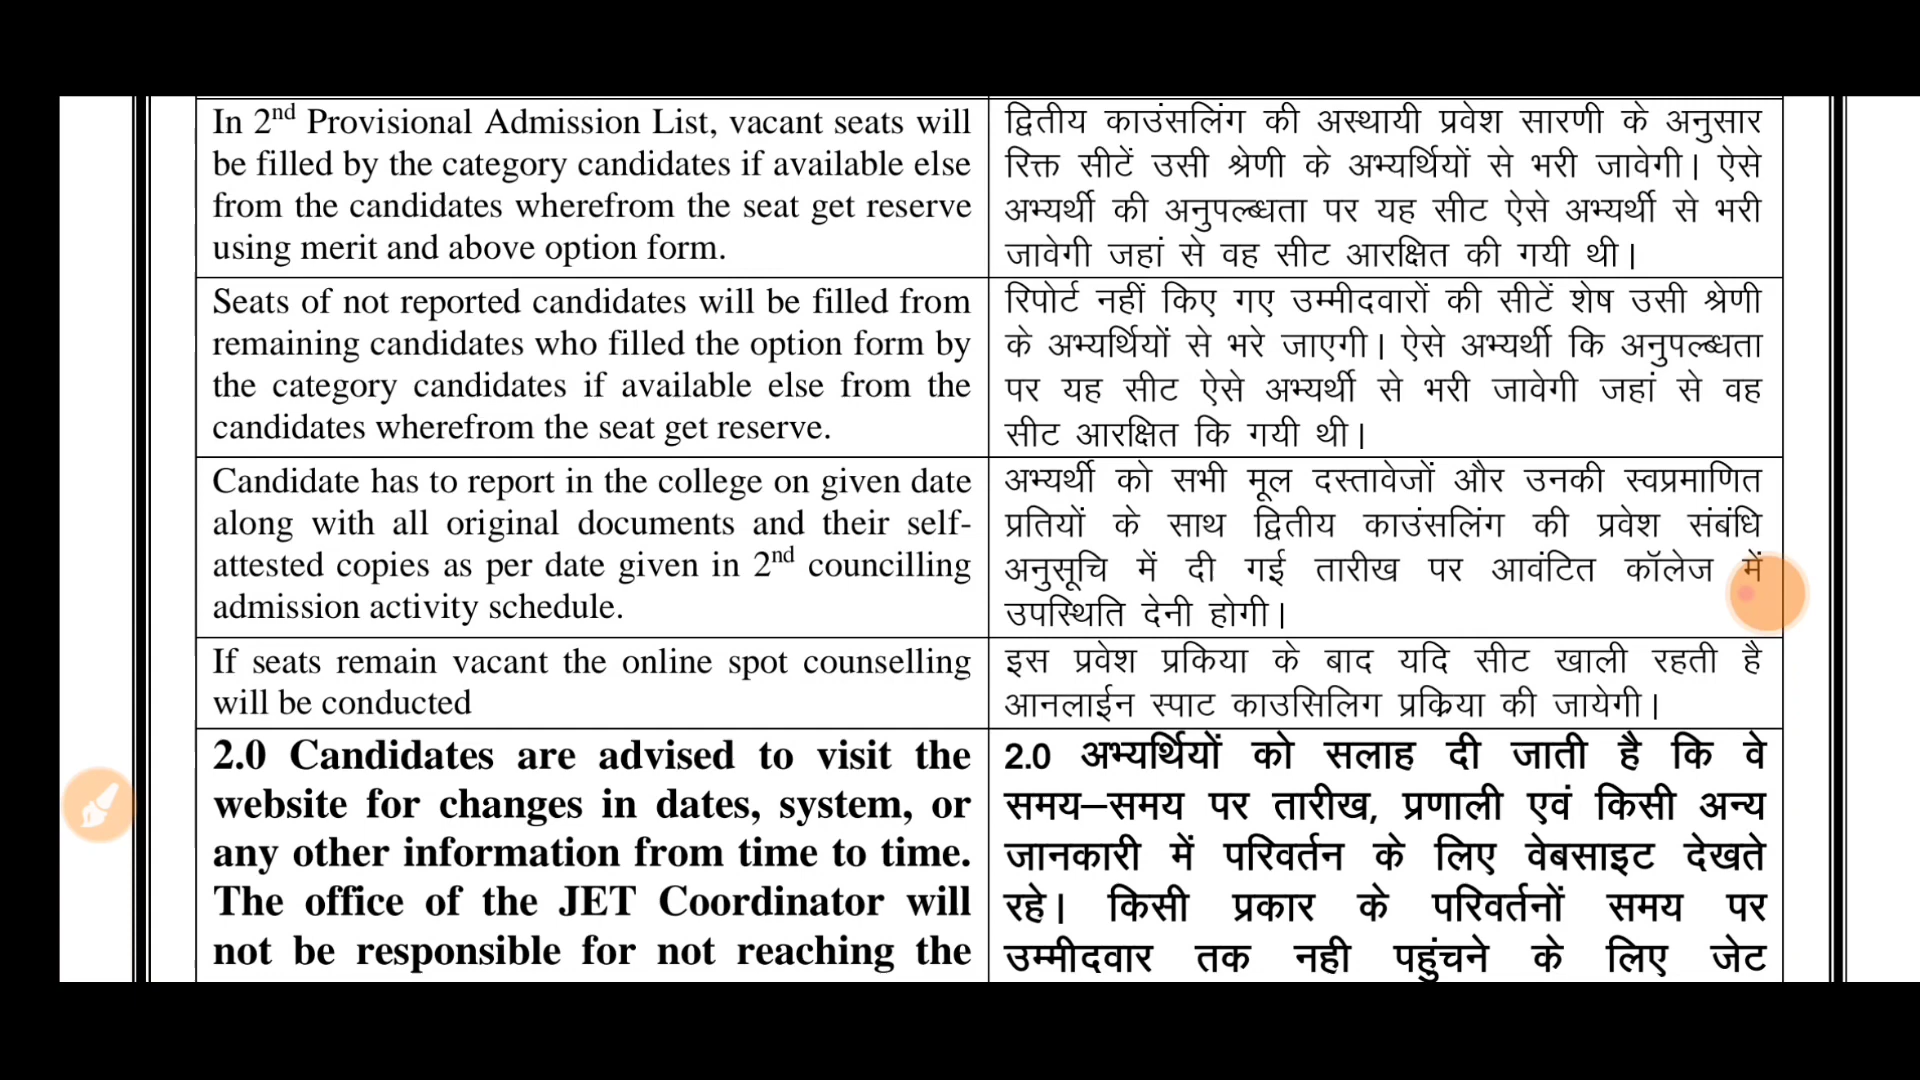 In 2nd Provisional Admission List, vacant seats will
be filled by the category candidates if available else
from the candidates wherefrom the seat get reserve
using merit and above option form.
द्वितीय काउंसलिंग की अस्थायी प्रवेश सारणी के अनुसार
रिक्त सीटें उसी श्रेणी के अभ्यर्थियों से भरी जावेगी। ऐसे
अभ्यर्थी की अनुपल्ब्धता पर यह सीट ऐसे अभ्यर्थी से भरी
जावेगी जहां से वह सीट आरक्षित की गयी थी।
Seats of not reported candidates will be filled from
remaining candidates who filled the option form by
the category candidates if available else from the
candidates wherefrom the seat get reserve.
रिपोर्ट नहीं किए गए उम्मीदवारों की सीटें शेष उसी श्रेणी
के अभ्यर्थियों से भरे जाएगी। ऐसे अभ्यर्थी कि अनुपल्ब्धता
पर यह सीट ऐसे अभ्यर्थी से भरी जावेगी जहां से वह
सीट आरक्षित कि गयी थी।
Candidate has to report in the college on given date
along with all original documents and their self-
attested copies as per date given in 2nd councilling
admission activity schedule.
अभ्यर्थी को सभी मूल दस्तावेजों और उनकी स्वप्रमाणित
प्रतियों के साथ द्वितीय काउंसलिंग की प्रवेश संबंधि
अनुसूचि में दी गई तारीख पर आवंटित कॉलेज में
उपस्थिति देनी होगी।
If seats remain vacant the online spot counselling
will be conducted
इस प्रवेश प्रकिया के बाद यदि सीट खाली रहती है
आनलाईन स्पाट काउसिलिग प्रक्रिया की जायेगी।
2.0 Candidates are advised to visit the
website for changes in dates, system, or
any other information from time to time.
The office of the JET Coordinator will
not be responsible for not reaching the
2.0 अभ्यर्थियों को सलाह दी जाती है कि वे
समय–समय पर तारीख, प्रणाली एवं किसी अन्य
जानकारी में परिवर्तन के लिए वेबसाइट देखते
रहे। किसी प्रकार के परिवर्तनों समय पर
उम्मीदवार तक नही पहुंचने के लिए जेट